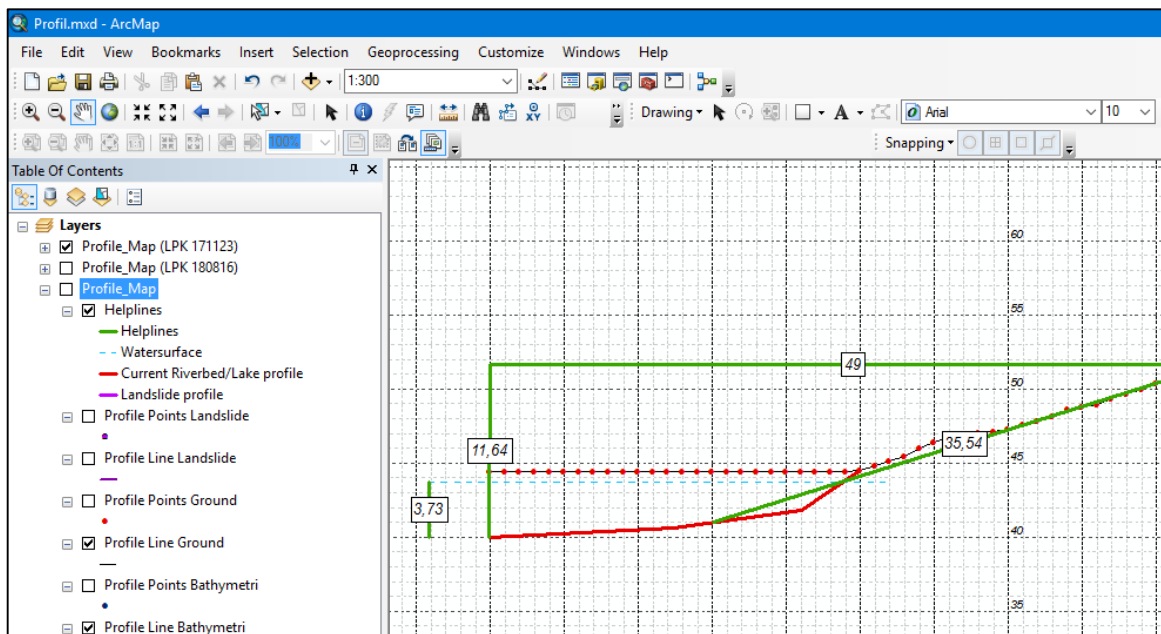 Profil.mxd - ArcMap
File Edit View Bookmarks Insert Selection Geoprocessing Customize Windows Help
1:300
Drawing A Arial 10
100% Snapping
Table Of Contents
Layers
Profile_Map (LPK 171123)
Profile_Map (LPK 180816)
Profile_Map
Helplines
Helplines
Watersurface
Current Riverbed/Lake profile
Landslide profile
Profile Points Landslide
Profile Line Landslide
Profile Points Ground
Profile Line Ground
Profile Points Bathymetri
Profile Line Bathymetri
60
55
49
50
11,64
35,54
45
3,73
40
35